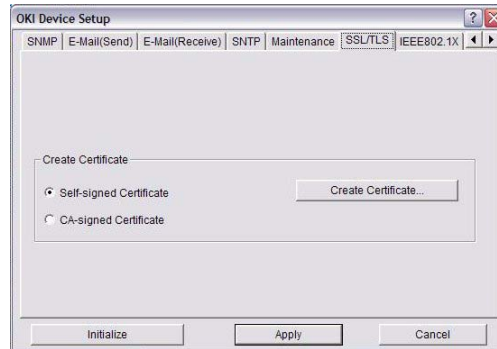 OKI Device Setup
SNMP E-Mail(Send) E-Mail(Receive) SNTP Maintenance SSL/TLS IEEE802.1X
Create Certificate
Self-signed Certificate Create Certificate...
CA-signed Certificate
Initialize Apply Cancel